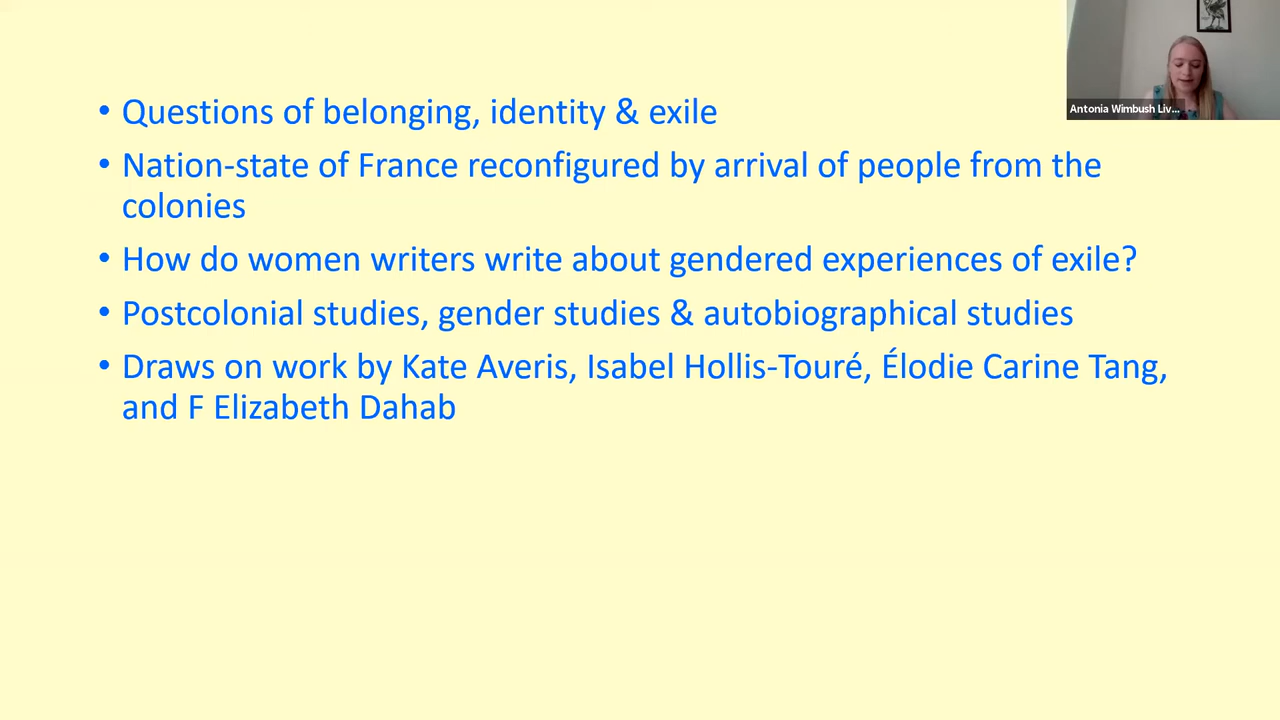 • Questions of belonging, identity & exile
• Nation-state of France reconfigured by arrival of people from the
colonies
• How do women writers write about gendered experiences of exile?
• Postcolonial studies, gender studies & autobiographical studies
• Draws on work by Kate Averis, Isabel Hollis-Touré, Élodie Carine Tang,
and F Elizabeth Dahab
Antonia Wimbush Liv...